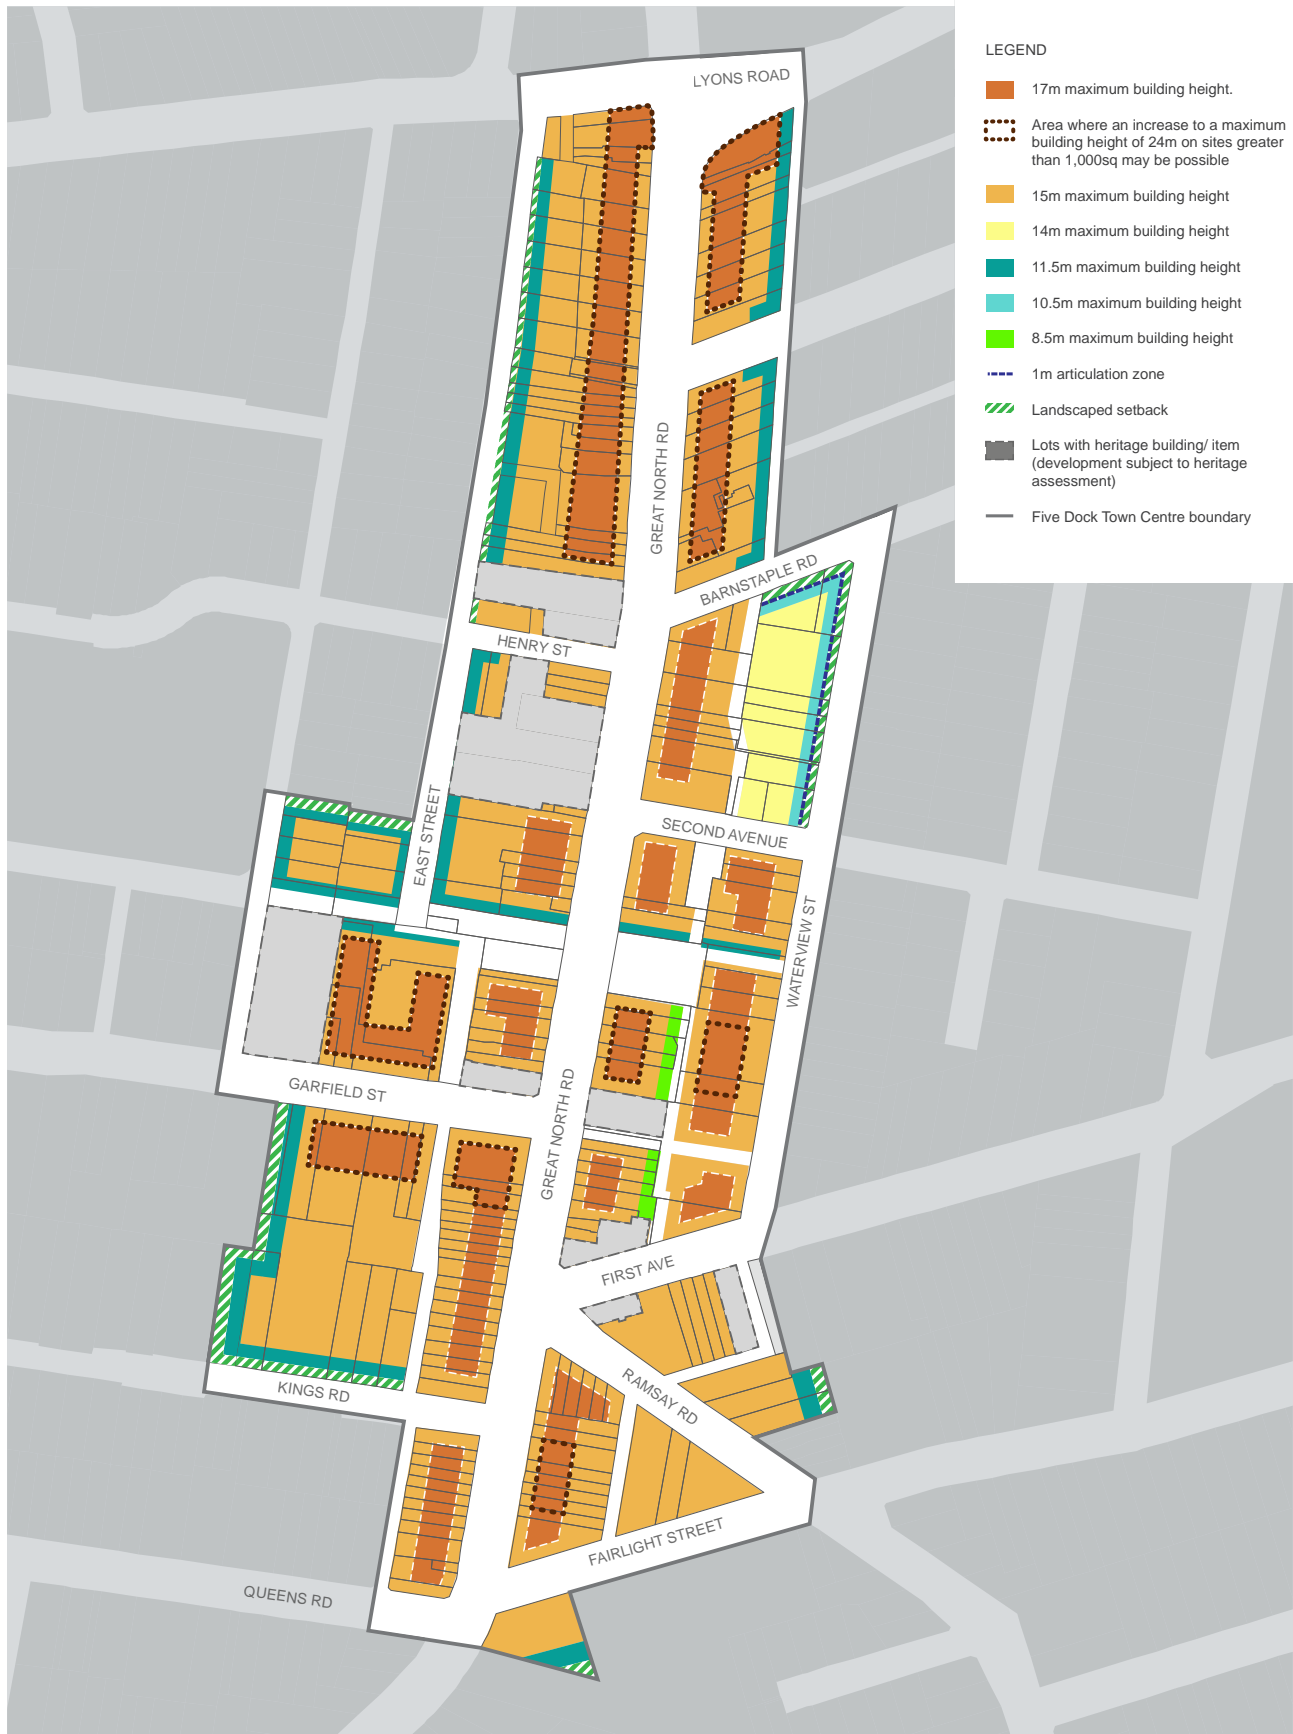 LYONS ROAD
LEGEND
17m maximum building height.
Area where an increase to a maximum
building height of 24m on sites greater
than 1,000sq may be possible
15m maximum building height
14m maximum building height
11.5m maximum building height
10.5m maximum building height
8.5m maximum building height
1m articulation zone
Landscaped setback
Lots with heritage building/ item
(development subject to heritage
assessment)
Five Dock Town Centre boundary
GREAT NORTH RD
BARNSTAPLE RD
HENRY ST
EAST STREET
SECOND AVENUE
WATERVIEW ST
GARFIELD ST
GREAT NORTH RD
FIRST AVE
RAMSAY RD
KINGS RD
FAIRLIGHT STREET
QUEENS RD